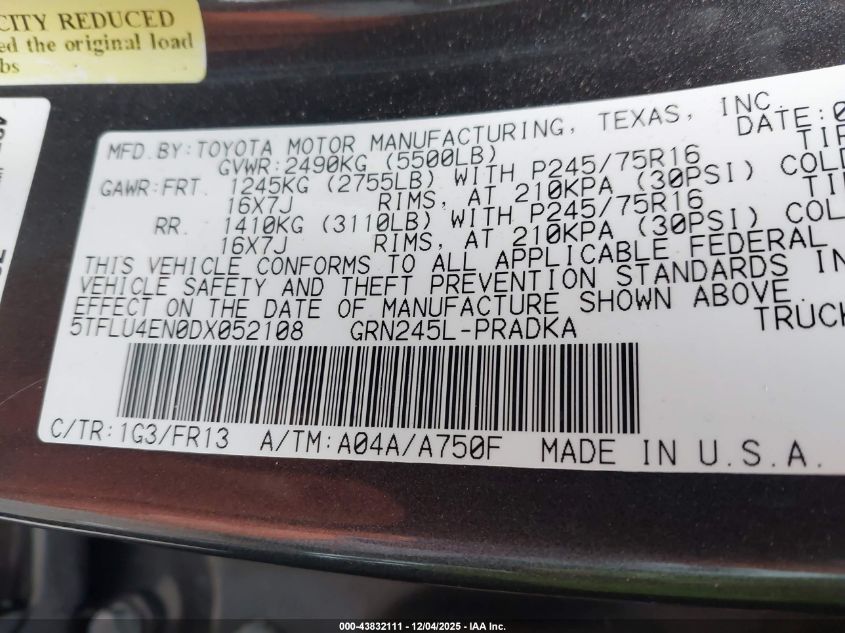 CITY REDUCED
the original load
bs
MFD. BY: TOYOTA MOTOR MANUFACTURING, TEXAS, INC.
DATE:0
GVWR:2490KG (5500LB)
GAWR:FRT. 1245KG (2755LB) WITH P245/75R16 TIR
16X7J RIMS, AT 210KPA (30PSI) COLD
RR. 1410KG (3110LB) WITH P245/75R16 TIR
16X7J RIMS, AT 210KPA (30PSI) COLD
THIS VEHICLE CONFORMS TO ALL APPLICABLE FEDERAL
VEHICLE SAFETY AND THEFT PREVENTION STANDARDS IN
EFFECT ON THE DATE OF MANUFACTURE SHOWN ABOVE.
5TFLU4EN0DX052108 GRN245L-PRADKA TRUCK
C/TR:1G3/FR13 A/TM:A04A/A750F MADE IN U.S.A.
000-43832111 - 12/04/2025 - IAA Inc.